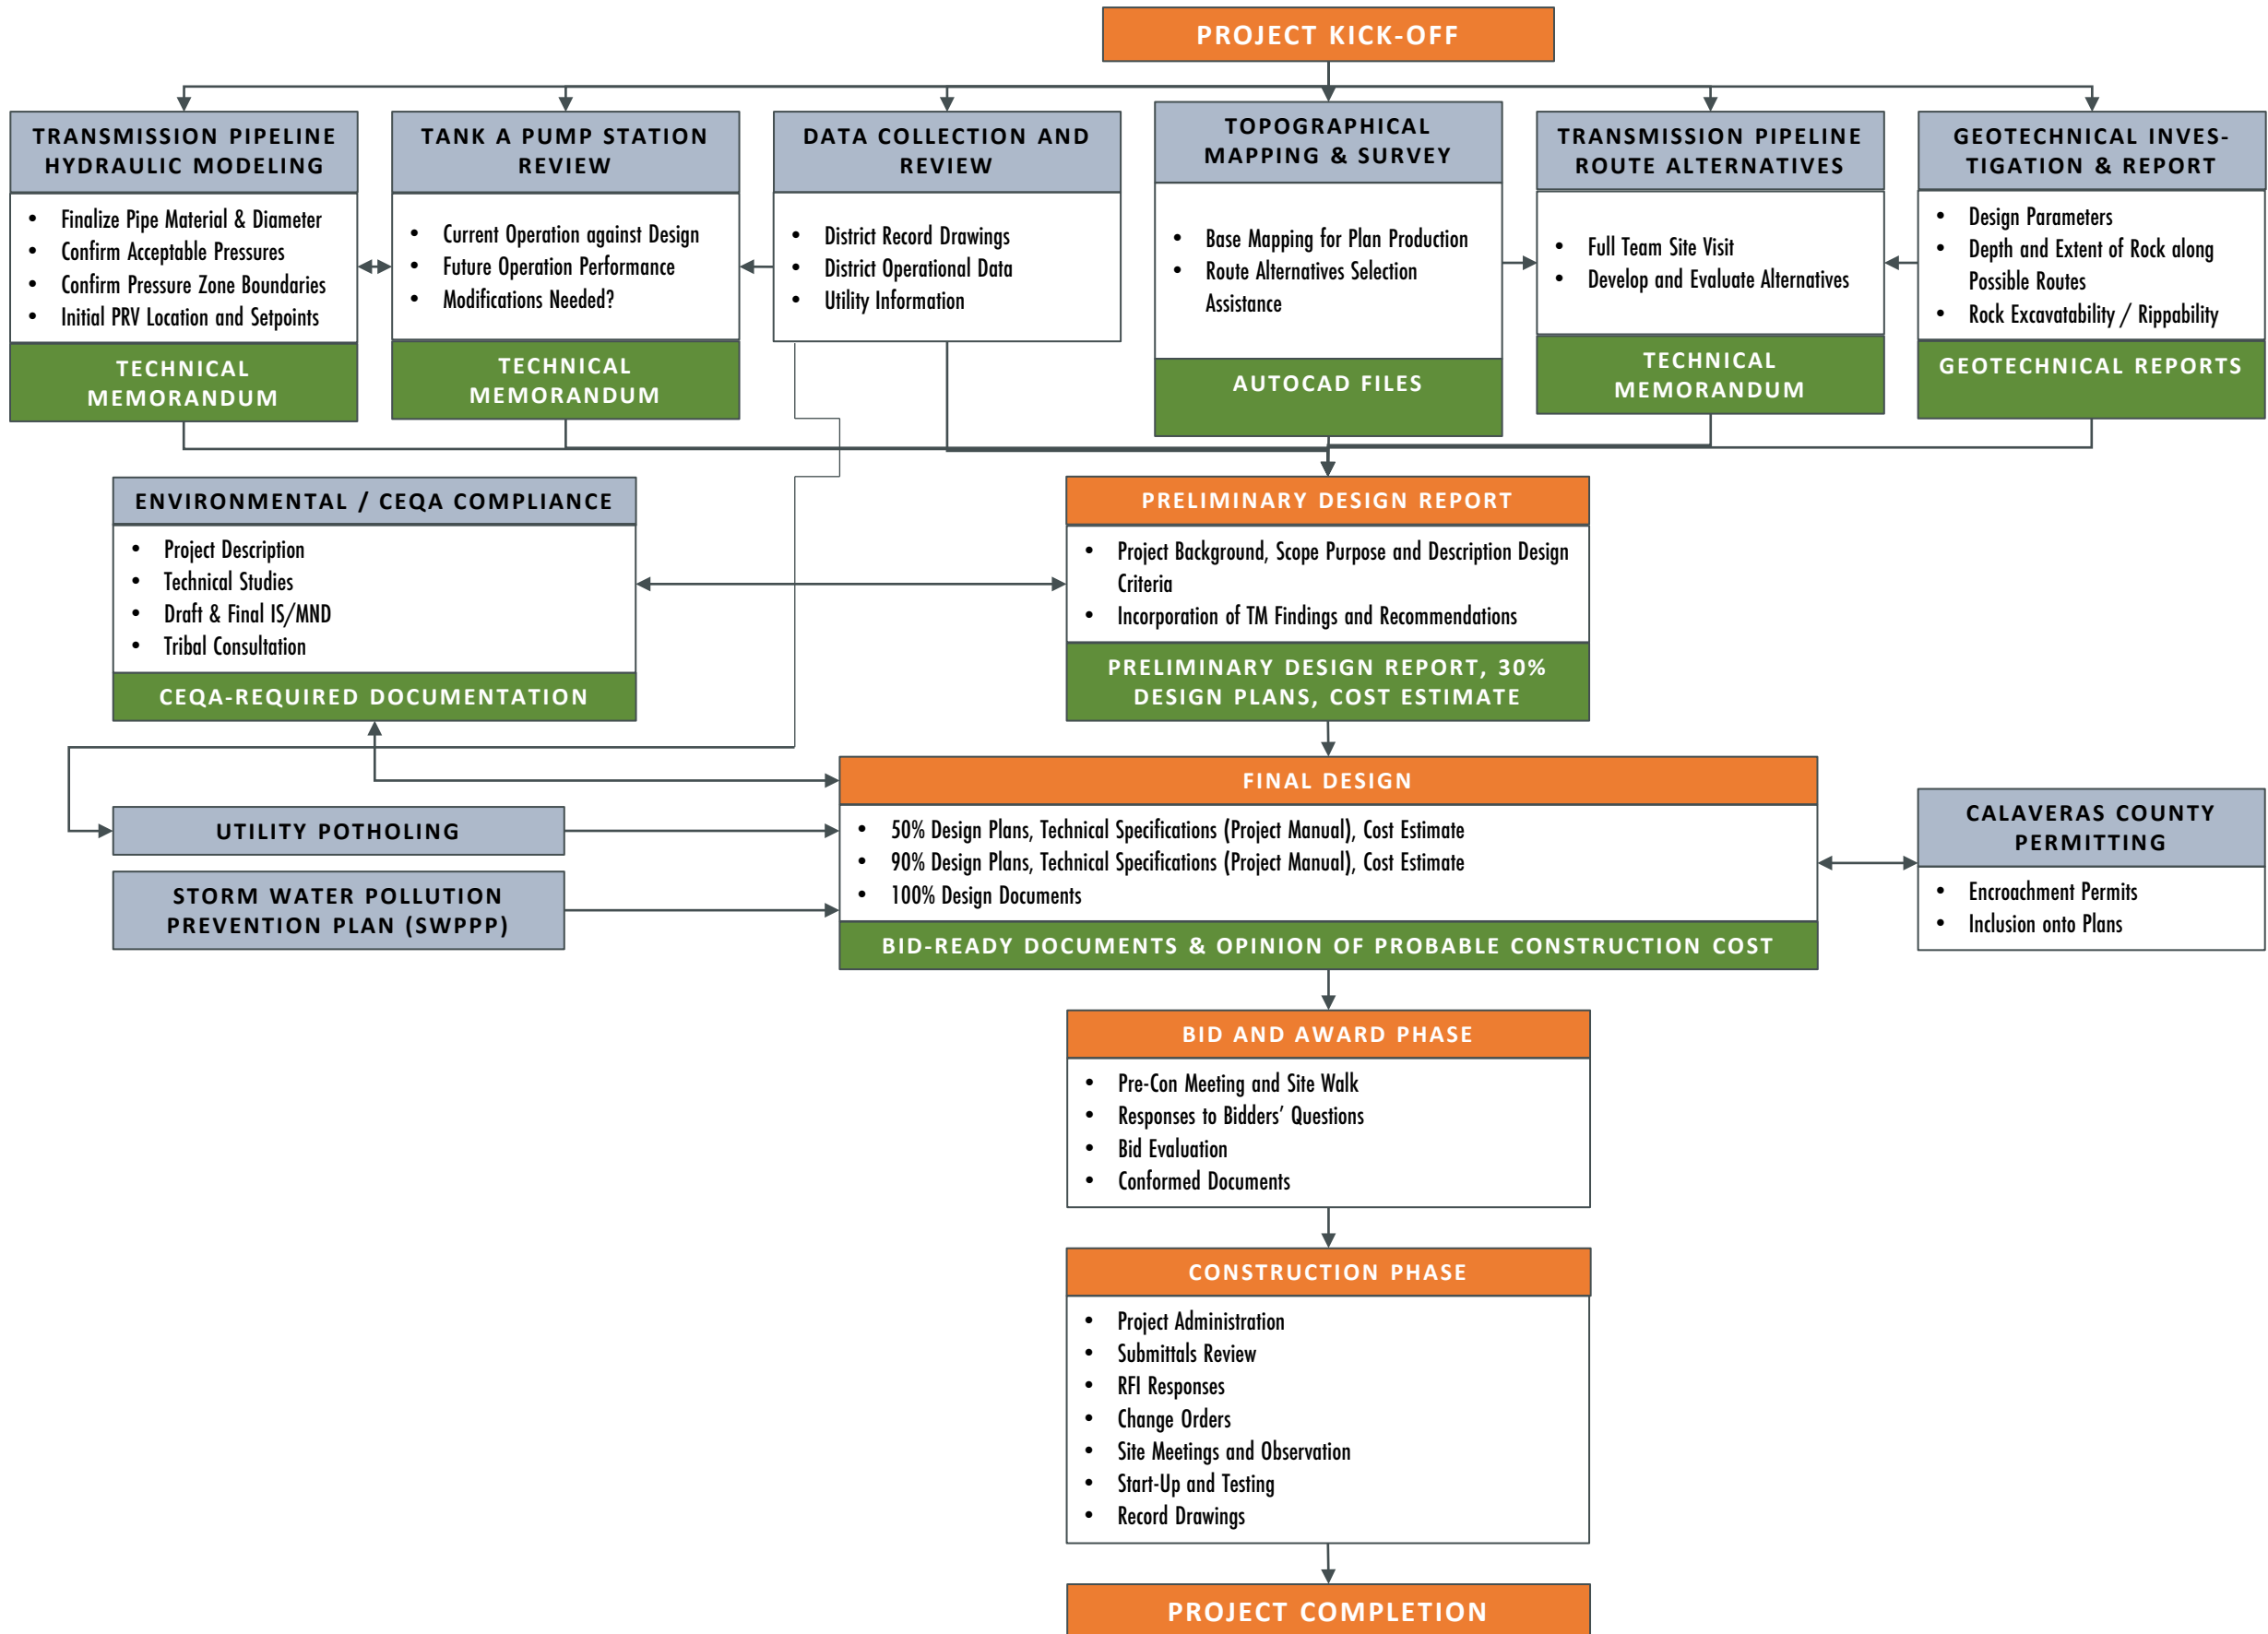 PROJECT KICK-OFF
TRANSMISSION PIPELINE
HYDRAULIC MODELING
• Finalize Pipe Material & Diameter
• Confirm Acceptable Pressures
• Confirm Pressure Zone Boundaries
• Initial PRV Location and Setpoints
TECHNICAL
MEMORANDUM
TANK A PUMP STATION
REVIEW
• Current Operation against Design
• Future Operation Performance
• Modifications Needed?
TECHNICAL
MEMORANDUM
DATA COLLECTION AND
REVIEW
• District Record Drawings
• District Operational Data
• Utility Information
TOPOGRAPHICAL
MAPPING & SURVEY
• Base Mapping for Plan Production
• Route Alternatives Selection
Assistance
AUTOCAD FILES
TRANSMISSION PIPELINE
ROUTE ALTERNATIVES
• Full Team Site Visit
• Develop and Evaluate Alternatives
TECHNICAL
MEMORANDUM
GEOTECHNICAL INVES-
TIGATION & REPORT
• Design Parameters
• Depth and Extent of Rock along
Possible Routes
• Rock Excavatability / Rippability
GEOTECHNICAL REPORTS
ENVIRONMENTAL / CEQA COMPLIANCE
• Project Description
• Technical Studies
• Draft & Final IS/MND
• Tribal Consultation
CEQA-REQUIRED DOCUMENTATION
PRELIMINARY DESIGN REPORT
• Project Background, Scope Purpose and Description Design
Criteria
• Incorporation of TM Findings and Recommendations
PRELIMINARY DESIGN REPORT, 30%
DESIGN PLANS, COST ESTIMATE
UTILITY POTHOLING
STORM WATER POLLUTION
PREVENTION PLAN (SWPPP)
FINAL DESIGN
• 50% Design Plans, Technical Specifications (Project Manual), Cost Estimate
• 90% Design Plans, Technical Specifications (Project Manual), Cost Estimate
• 100% Design Documents
BID-READY DOCUMENTS & OPINION OF PROBABLE CONSTRUCTION COST
CALAVERAS COUNTY
PERMITTING
• Encroachment Permits
• Inclusion onto Plans
BID AND AWARD PHASE
• Pre-Con Meeting and Site Walk
• Responses to Bidders’ Questions
• Bid Evaluation
• Conformed Documents
CONSTRUCTION PHASE
• Project Administration
• Submittals Review
• RFI Responses
• Change Orders
• Site Meetings and Observation
• Start-Up and Testing
• Record Drawings
PROJECT COMPLETION